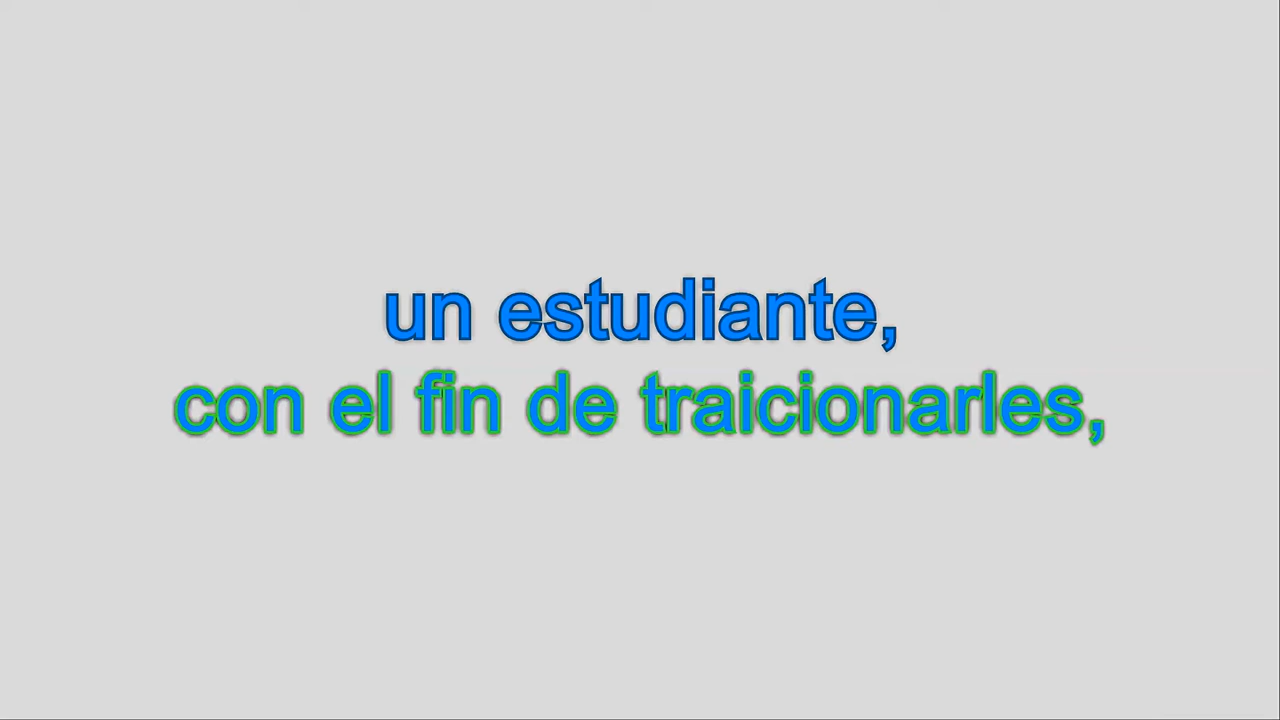 un estudiante,
con el fin de traicionarles,